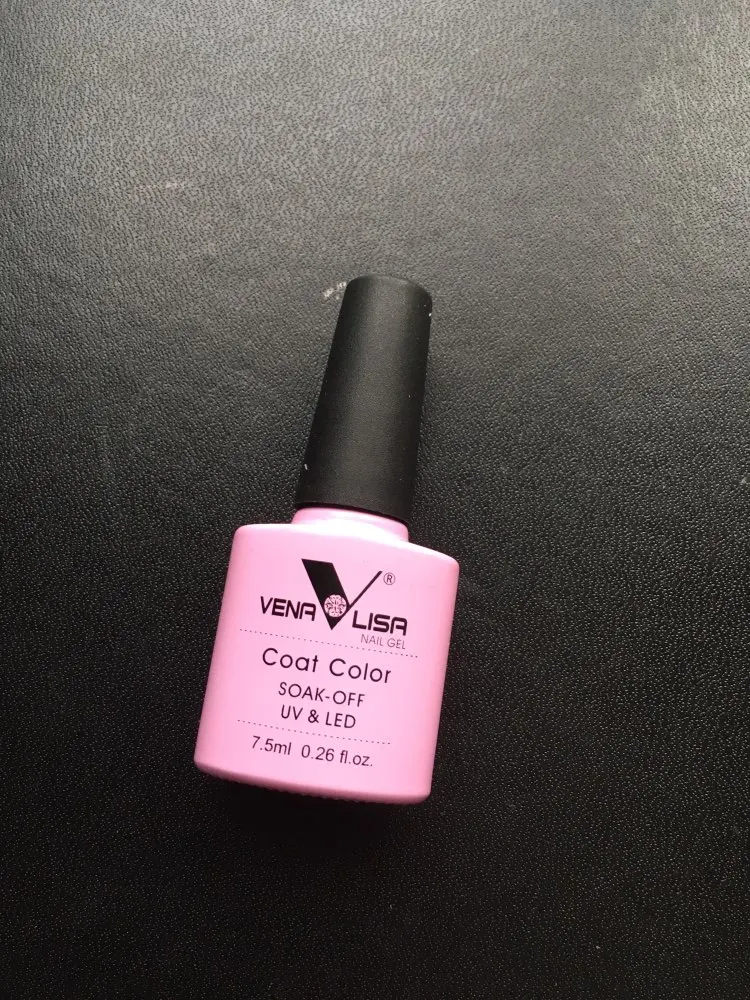 VENA LISA ®
NAIL GEL
Coat Color
SOAK-OFF
UV & LED
7.5ml 0.26 fl.oz.